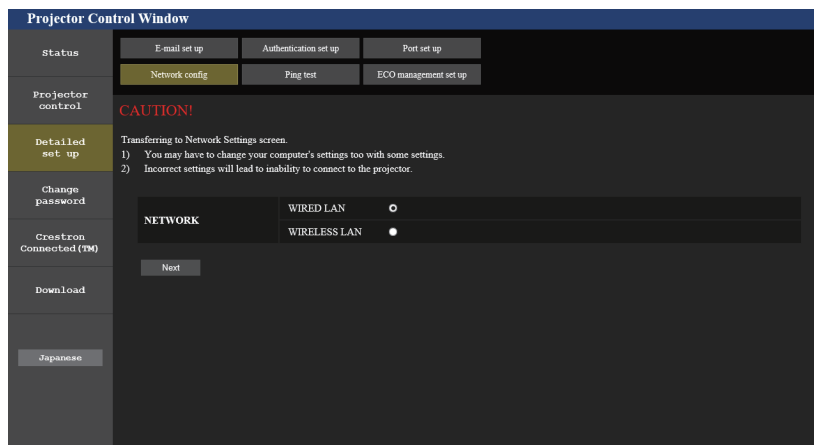 Projector Control Window
Status
E-mail set up
Authentication set up
Port set up
Network config
Ping test
ECO management set up
Projector
control
Detailed
set up
Change
password
Crestron
Connected(TM)
Download
Japanese
CAUTION!
Transferring to Network Settings screen.
1) You may have to change your computer's settings too with some settings.
2) Incorrect settings will lead to inability to connect to the projector.
NETWORK
WIRED LAN
WIRELESS LAN
Next